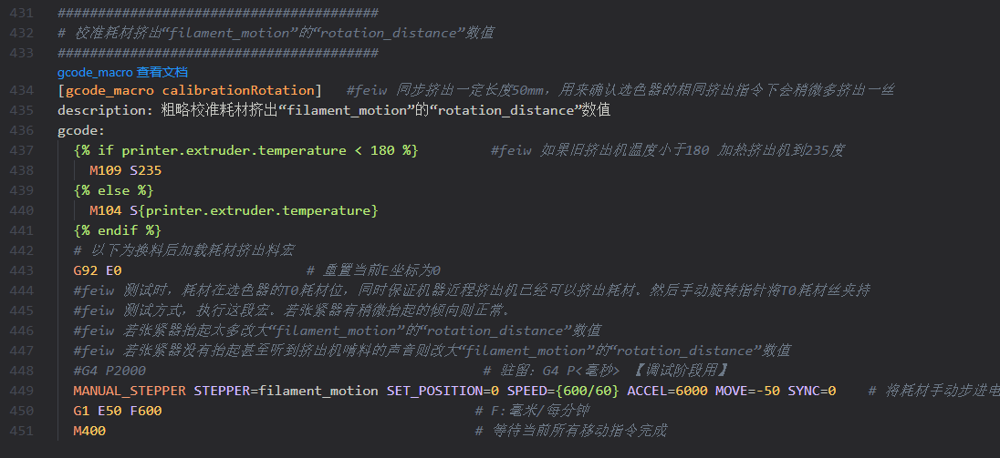 431 ########################################
432 # 校准耗材挤出“filament_motion”的“rotation_distance”数值
433 ########################################
gcode_macro 查看文档
434 [gcode_macro calibrationRotation] #feiw 同步挤出一定长度50mm，用来确认选色器的相同挤出指令下会稍微多挤出一丝
435 description: 粗略校准耗材挤出“filament_motion”的“rotation_distance”数值
436 gcode:
437 {% if printer.extruder.temperature < 180 %} #feiw 如果旧挤出机温度小于180 加热挤出机到235度
438 M109 S235
439 {% else %}
440 M104 S{printer.extruder.temperature}
441 {% endif %}
442 # 以下为换料后加载耗材挤出料宏
443 G92 E0 # 重置当前E坐标为0
444 #feiw 测试时，耗材在选色器的T0耗材位，同时保证机器近程挤出机已经可以挤出耗材。然后手动旋转指针将T0耗材丝夹持
445 #feiw 测试方式，执行这段宏。若张紧器有稍微抬起的倾向则正常。
446 #feiw 若张紧器抬起太多改大“filament_motion”的“rotation_distance”数值
447 #feiw 若张紧器没有抬起甚至听到挤出机啃料的声音则改大“filament_motion”的“rotation_distance”数值
448 #G4 P2000 # 驻留：G4 P<毫秒> 【调试阶段用】
449 MANUAL_STEPPER STEPPER=filament_motion SET_POSITION=0 SPEED={600/60} ACCEL=6000 MOVE=-50 SYNC=0 # 将耗材手动步进电
450 G1 E50 F600 # F:毫米/每分钟
451 M400 # 等待当前所有移动指令完成